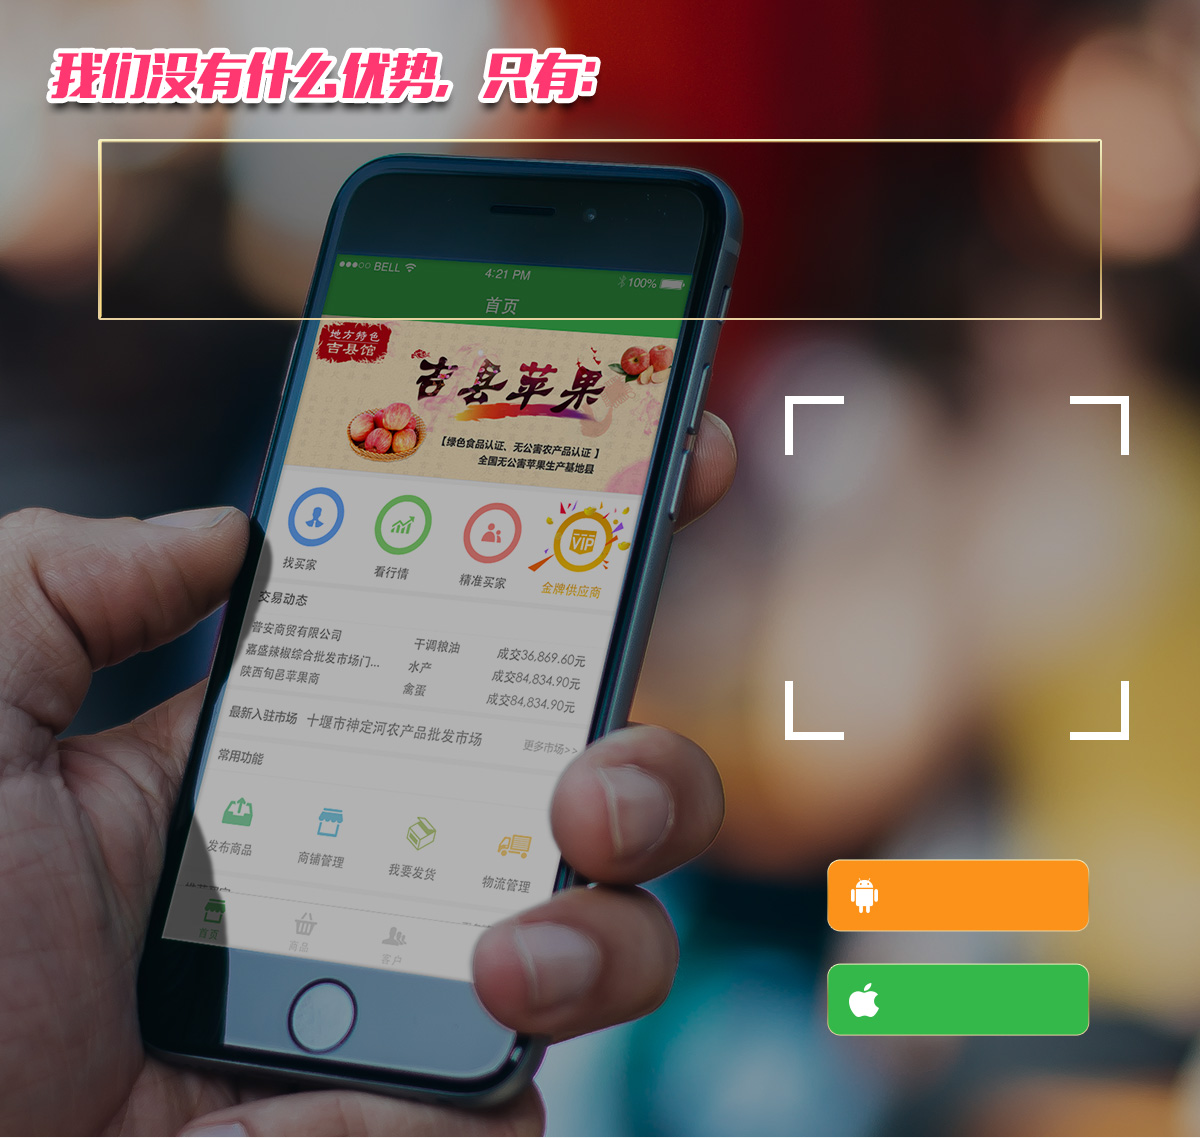 我们没有什么优势，只有：
BELL 4:21 PM 100%
首页
地方特色
吉县馆
吉县苹果
【绿色食品认证、无公害农产品认证】
全国无公害苹果生产基地县
VIP
找买家 看行情 精准买家 金牌供应商
交易动态
普安商贸有限公司 干调粮油 成交36,869.60元
嘉盛辣椒综合批发市场门... 水产 成交84,834.90元
陕西旬邑苹果商 禽蛋 成交84,834.90元
最新入驻市场 十堰市神定河农产品批发市场 更多市场>>
常用功能
发布商品 商铺管理 我要发货 物流管理
首页 商品 客户